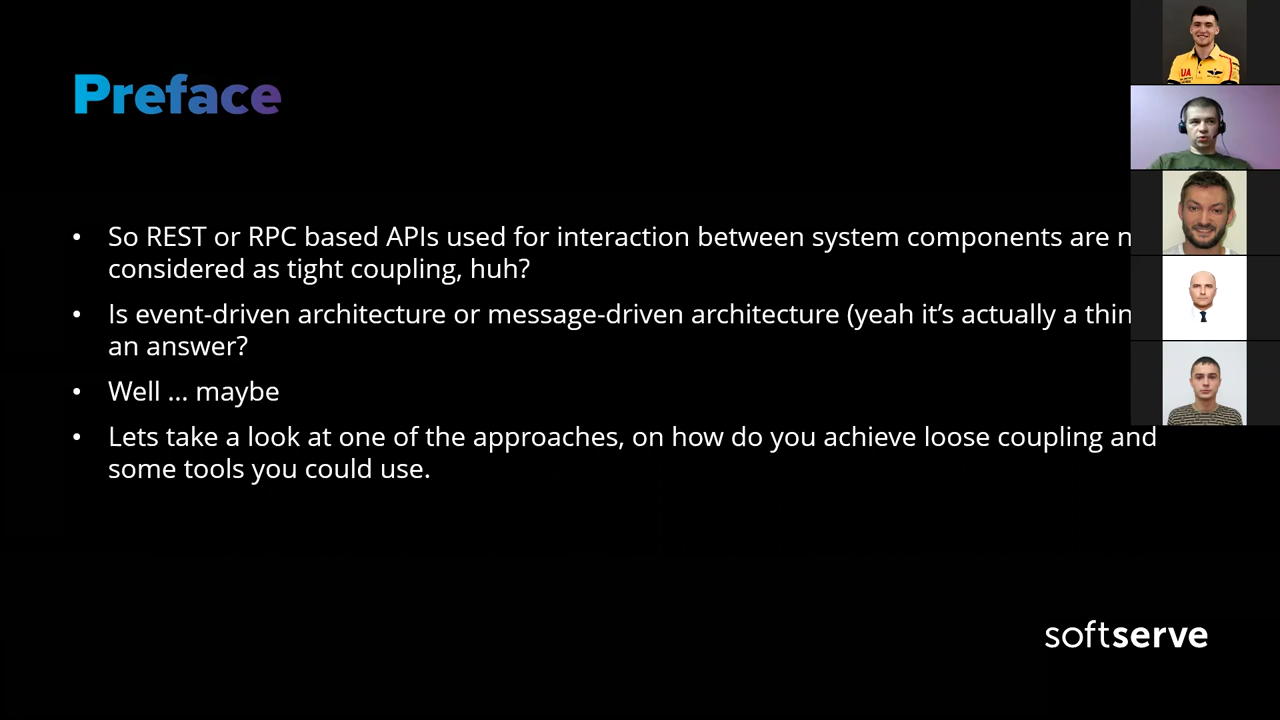 Preface
• So REST or RPC based APIs used for interaction between system components are
considered as tight coupling, huh?
• Is event-driven architecture or message-driven architecture (yeah it’s actually a
an answer?
• Well ... maybe
• Lets take a look at one of the approaches, on how do you achieve loose coupling and
some tools you could use.
UA
softserve